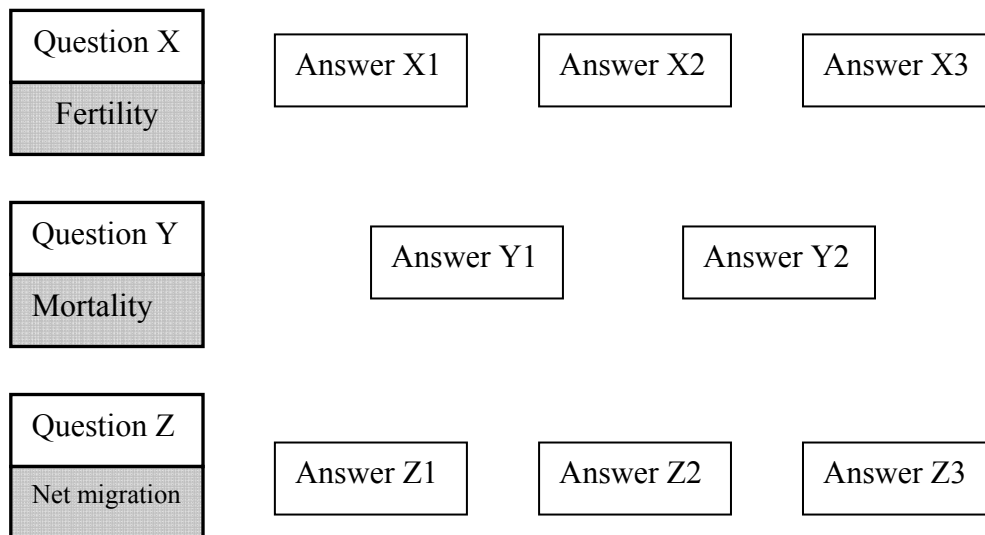 Question X
Fertility
Answer X1
Answer X2
Answer X3
Question Y
Mortality
Answer Y1
Answer Y2
Question Z
Net migration
Answer Z1
Answer Z2
Answer Z3